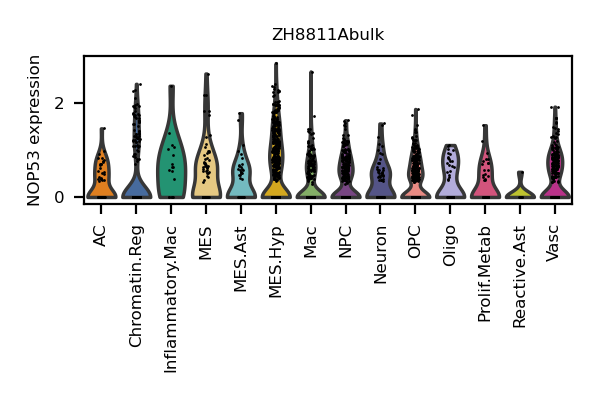 ZH8811Abulk
NOP53 expression
2
0
AC
Chromatin.Reg
Inflammatory.Mac
MES
MES.Ast
MES.Hyp
Mac
NPC
Neuron
OPC
Oligo
Prolif.Metab
Reactive.Ast
Vasc